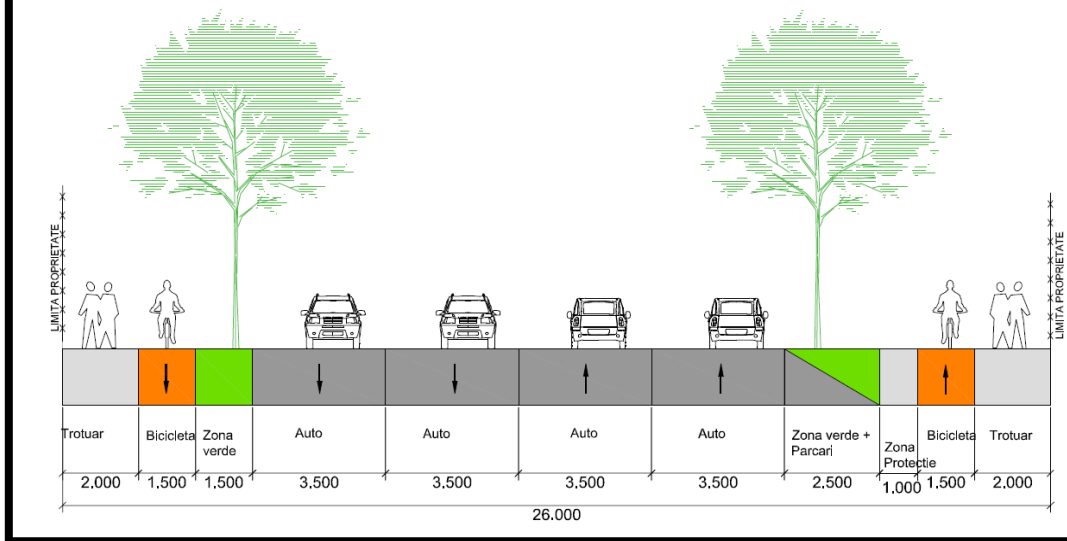 LIMITA PROPRIETATE
LIMITA PROPRIETATE
Trotuar
Bicicleta
Zona
verde
Auto
Auto
Auto
Auto
Zona verde +
Parcari
Zona
Protectie
Bicicleta
Trotuar
2,000
1.500
1.500
3,500
3.500
3.500
3,500
2,500
1.000
1.500
2,000
26.000